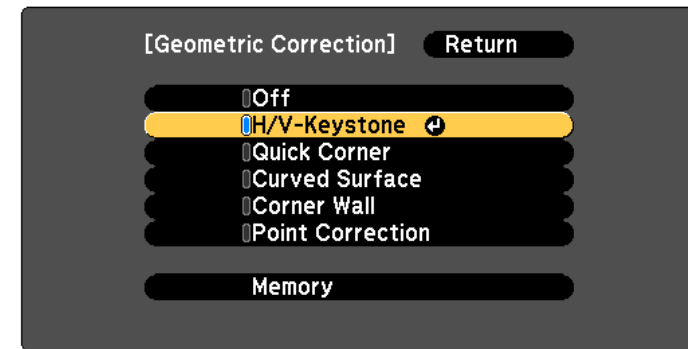 [Geometric Correction] Return
Off
H/V-Keystone
Quick Corner
Curved Surface
Corner Wall
Point Correction
Memory